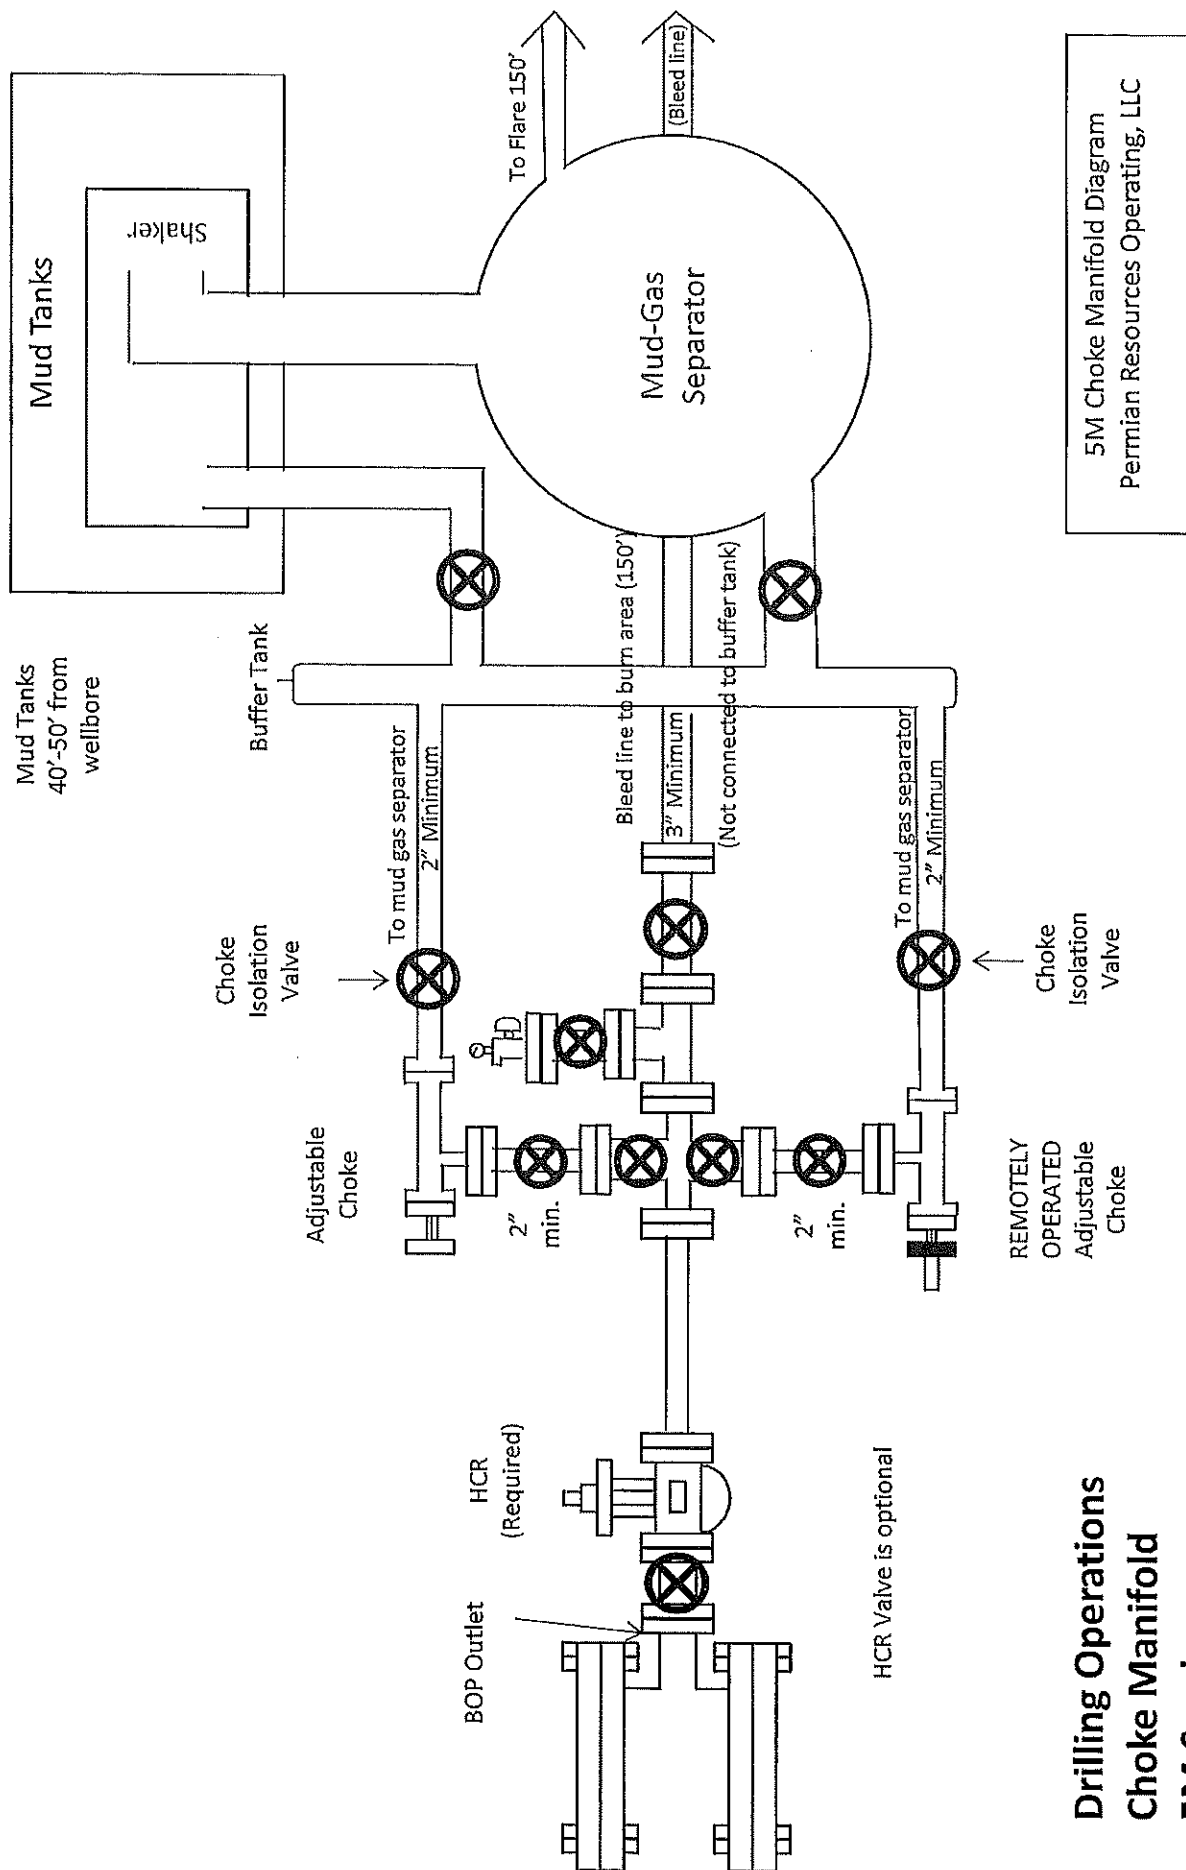 Mud Tanks
40’-50’ from
wellbore
Mud Tanks
Shaker
Buffer Tank
To Flare 150’
(Bleed line)
Mud-Gas
Separator
Choke
Isolation
Valve
To mud gas separator
2” Minimum
Bleed line to burn area (150’)
3” Minimum
(Not connected to buffer tank)
To mud gas separator
2” Minimum
Choke
Isolation
Valve
Adjustable
Choke
2”
min.
2”
min.
REMOTELY
OPERATED
Adjustable
Choke
HCR
(Required)
BOP Outlet
HCR Valve is optional
5M Choke Manifold Diagram
Permian Resources Operating, LLC
Drilling Operations
Choke Manifold